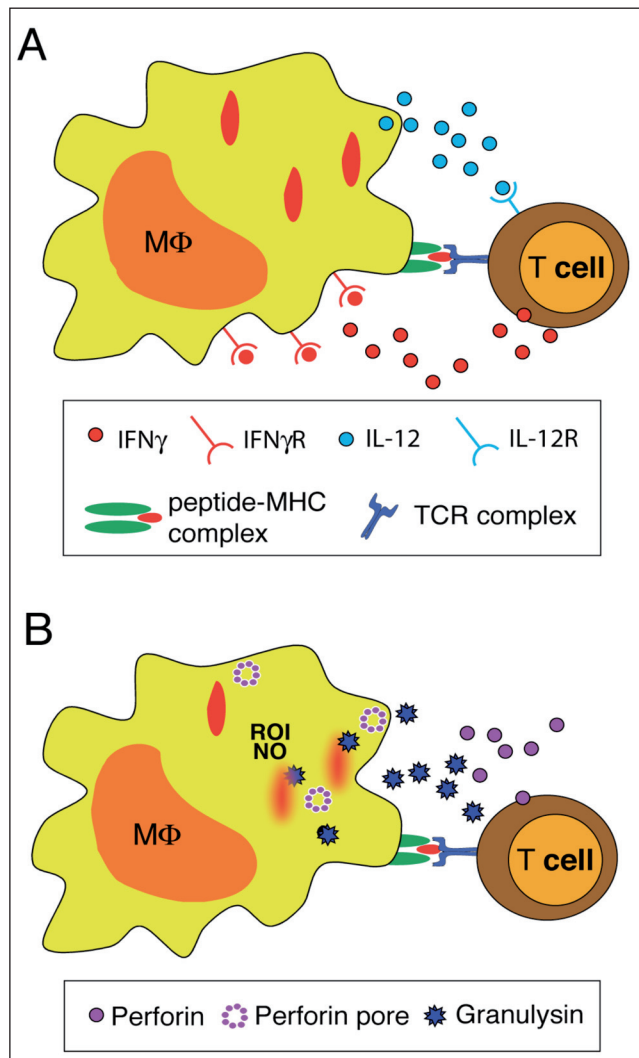 A
MΦ
T cell
IFNγ
IFNγR
IL-12
IL-12R
peptide-MHC
complex
TCR complex
B
ROI
NO
MΦ
T cell
Perforin
Perforin pore
Granulysin